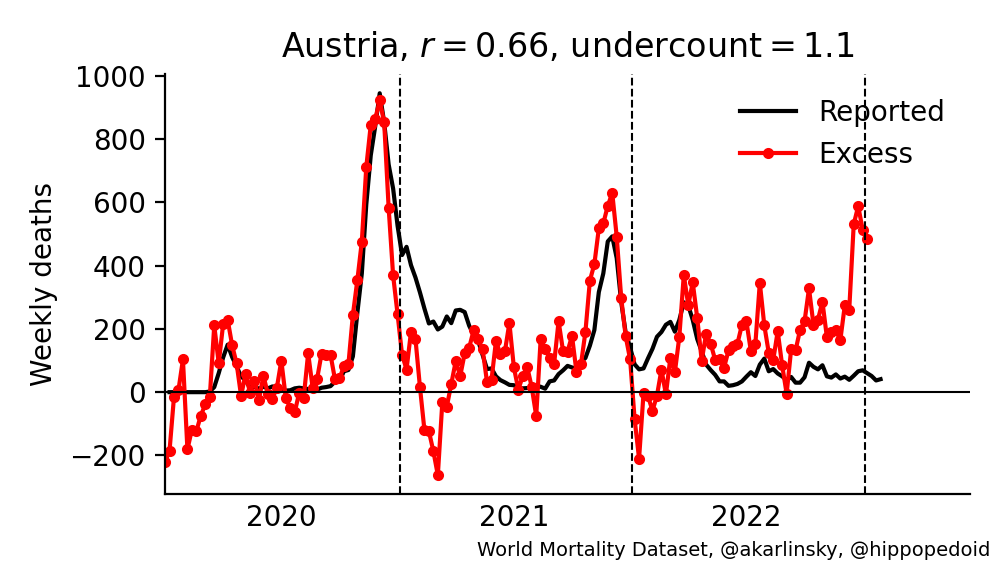 Austria, r = 0.66, undercount = 1.1
1000
800
600
400
200
0
−200
Weekly deaths
Reported
Excess
2020
2021
2022
World Mortality Dataset, @akarlinsky, @hippopedoid